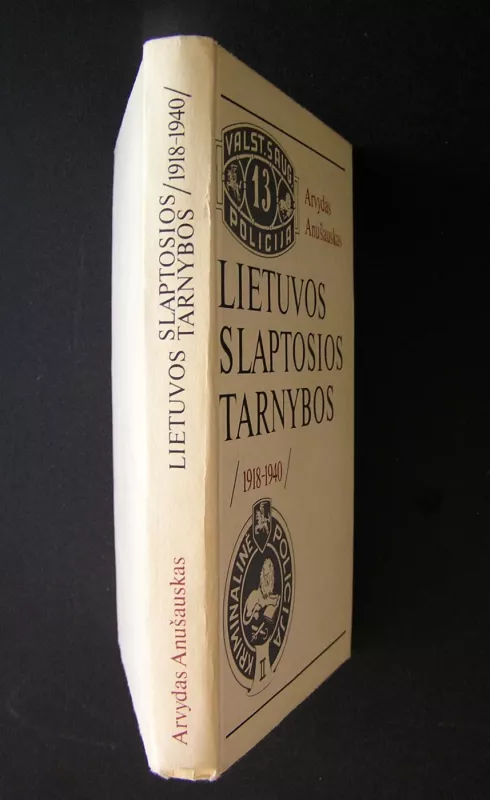 Arvydas Anušauskas
LIETUVOS SLAPTOSIOS
TARNYBOS
/1918-1940/
VALST.SAUG
13
POLICIJA
Arvydas
Anušauskas
LIETUVOS
SLAPTOSIOS
TARNYBOS
/1918-1940/
KRIMINALINĖ POLICIJA
II